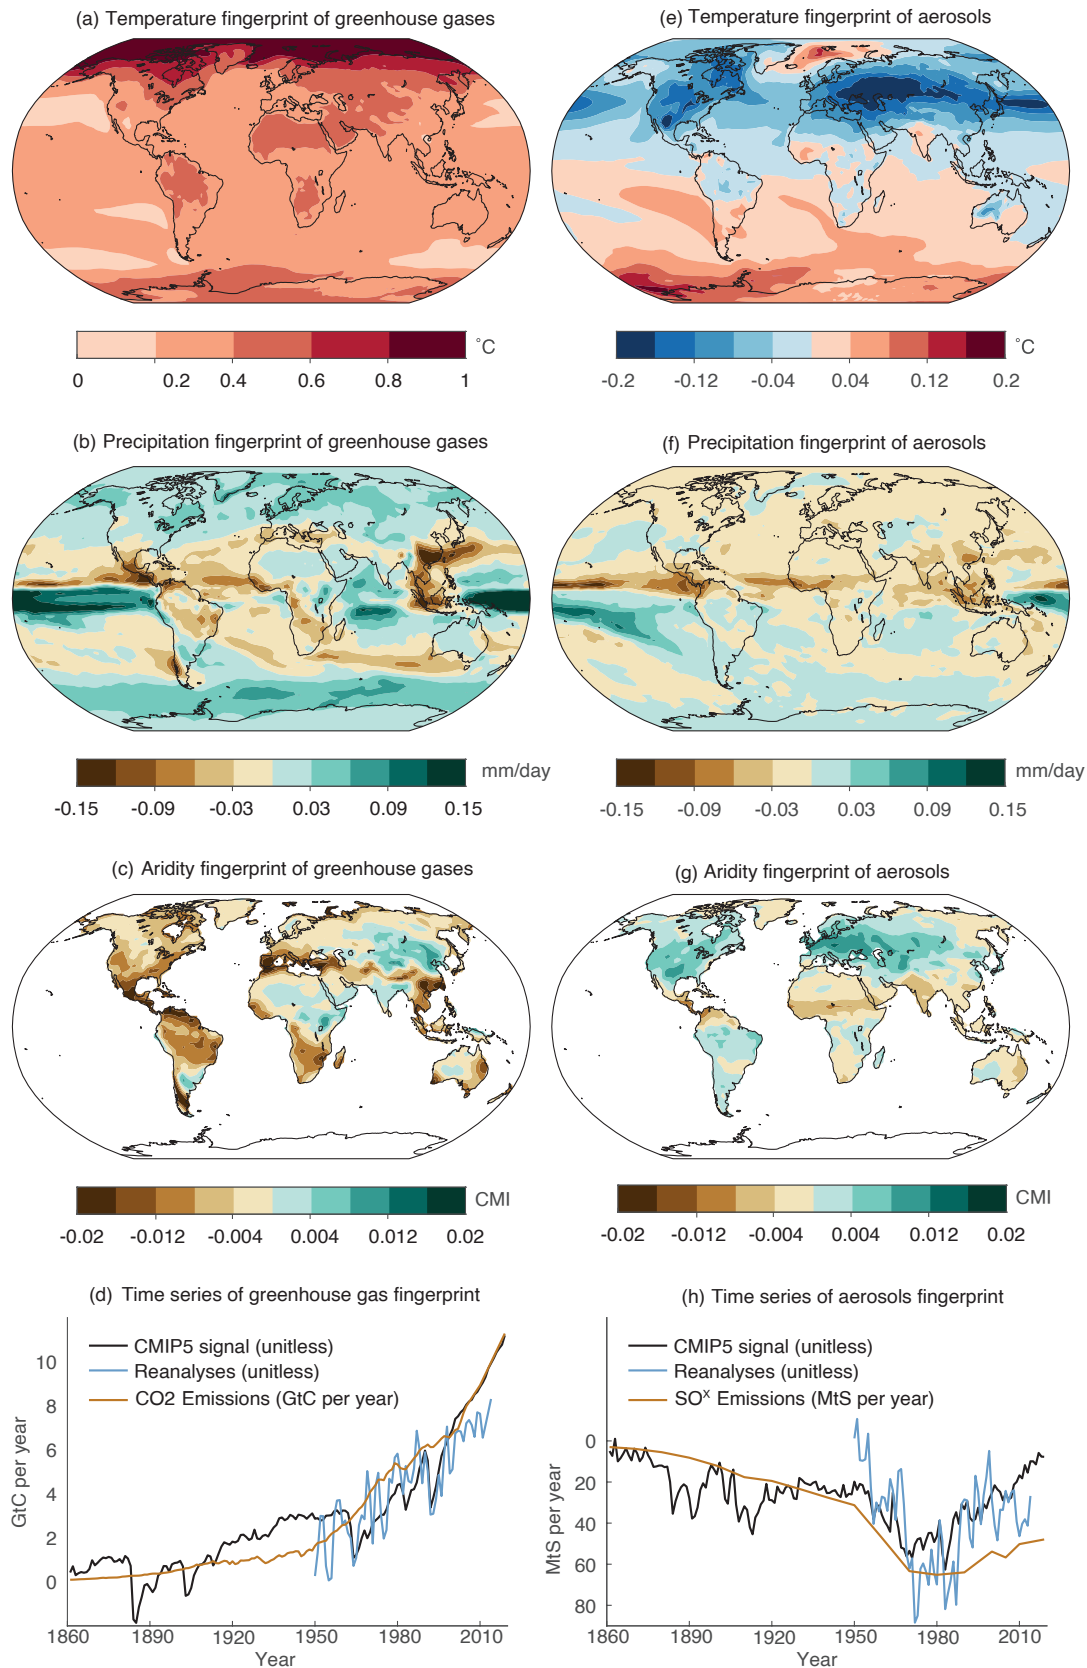 (a) Temperature fingerprint of greenhouse gases
0 0.2 0.4 0.6 0.8 1
˚C
(b) Precipitation fingerprint of greenhouse gases
-0.15 -0.09 -0.03 0.03 0.09 0.15
mm/day
(c) Aridity fingerprint of greenhouse gases
-0.02 -0.012 -0.004 0.004 0.012 0.02
CMI
(d) Time series of greenhouse gas fingerprint
CMIP5 signal (unitless)
Reanalyses (unitless)
CO2 Emissions (GtC per year)
GtC per year
10
8
6
4
2
0
1860 1890 1920 1950 1980 2010
Year
(e) Temperature fingerprint of aerosols
-0.2 -0.12 -0.04 0.04 0.12 0.2
˚C
(f) Precipitation fingerprint of aerosols
-0.15 -0.09 -0.03 0.03 0.09 0.15
mm/day
(g) Aridity fingerprint of aerosols
-0.02 -0.012 -0.004 0.004 0.012 0.02
CMI
(h) Time series of aerosols fingerprint
CMIP5 signal (unitless)
Reanalyses (unitless)
SOˣ Emissions (MtS per year)
MtS per year
0
20
40
60
80
1860 1890 1920 1950 1980 2010
Year